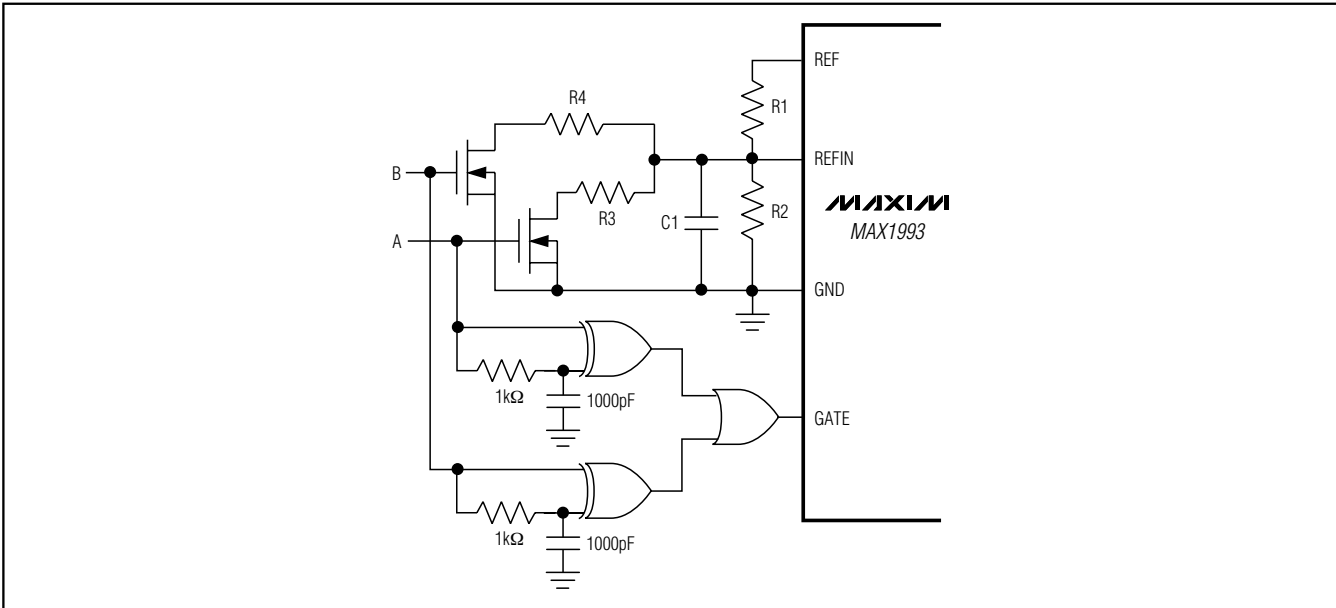 REF
R4
R1
REFIN
B
R3
C1
R2
MAXIM
MAX1993
A
GND
1kΩ
1000pF
GATE
1kΩ
1000pF